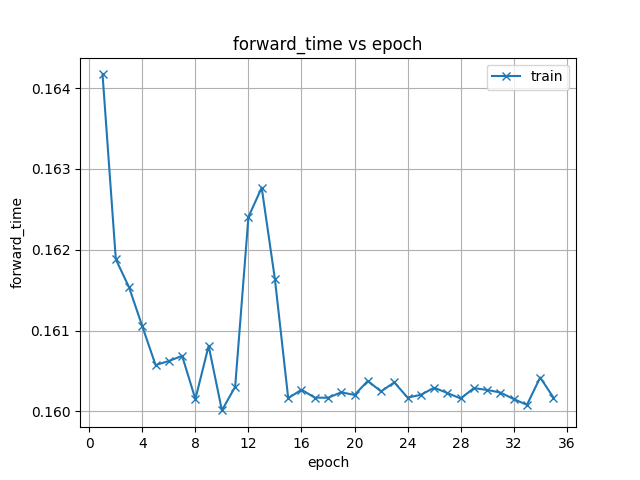 forward_time vs epoch
train
0.164
0.163
0.162
0.161
0.160
forward_time
0 4 8 12 16 20 24 28 32 36
epoch